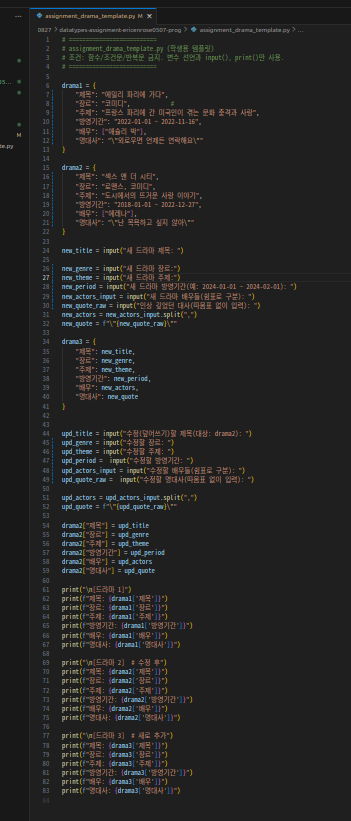 assignment_drama_template.py M ×
0827 > datatypes-assignment-ericenrose0507-prog > assignment_drama_template.py > ...
1 # ==========================
2 # assignment_drama_template.py (학생용 템플릿)
3 # 조건: 함수/조건문/반복문 금지. 변수 선언과 input(), print()만 사용.
4 # ==========================
5
6 drama1 = {
7 "제목": "에밀리 파리에 가다",
8 "장르": "코미디",
9 "주제": "프랑스 파리에 간 미국인이 겪는 문화 충격과 사랑",
10 "방영기간": "2022-01-01 ~ 2022-11-16",
11 "배우": ["애슐리 박"],
12 "명대사": "\"외로우면 언제든 연락해요\""
13 }
14
15 drama2 = {
16 "제목": "섹스 앤 더 시티",
17 "장르": "로맨스, 코미디",
18 "주제": "도시에서의 뜨거운 사랑 이야기",
19 "방영기간": "2018-01-01 ~ 2022-12-27",
20 "배우": ["에레나"],
21 "명대사": "\"난 목욕하고 싶지 않아\""
22 }
23
24 new_title = input("새 드라마 제목: ")
25
26 new_genre = input("새 드라마 장르:")
27 new_theme = input("새 드라마 주제:")
28 new_period = input("새 드라마 방영기간(예: 2024-01-01 ~ 2024-02-01): ")
29 new_actors_input = input("새 드라마 배우들(쉼표로 구분): ")
30 new_quote_raw = input("인상 깊었던 대사(따옴표 없이 입력): ")
31 new_actors = new_actors_input.split(",")
32 new_quote = f"\"{new_quote_raw}\""
33
34 drama3 = {
35 "제목": new_title,
36 "장르": new_genre,
37 "주제": new_theme,
38 "방영기간": new_period,
39 "배우": new_actors,
40 "명대사": new_quote
41 }
42
43
44 upd_title = input("수정(덮어쓰기)할 제목(대상: drama2): ")
45 upd_genre = input("수정할 장르: ")
46 upd_theme = input("수정할 주제: ")
47 upd_period = input("수정할 방영기간: ")
48 upd_actors_input = input("수정할 배우들(쉼표로 구분): ")
49 upd_quote_raw = input("수정할 명대사(따옴표 없이 입력): ")
50
51 upd_actors = upd_actors_input.split(",")
52 upd_quote = f"\"{upd_quote_raw}\""
53
54 drama2["제목"] = upd_title
55 drama2["장르"] = upd_genre
56 drama2["주제"] = upd_theme
57 drama2["방영기간"] = upd_period
58 drama2["배우"] = upd_actors
59 drama2["명대사"] = upd_quote
60
61 print("\n[드라마 1]")
62 print(f"제목: {drama1['제목']}")
63 print(f"장르: {drama1['장르']}")
64 print(f"주제: {drama1['주제']}")
65 print(f"방영기간: {drama1['방영기간']}")
66 print(f"배우: {drama1['배우']}")
67 print(f"명대사: {drama1['명대사']}")
68
69 print("\n[드라마 2] # 수정 후")
70 print(f"제목: {drama2['제목']}")
71 print(f"장르: {drama2['장르']}")
72 print(f"주제: {drama2['주제']}")
73 print(f"방영기간: {drama2['방영기간']}")
74 print(f"배우: {drama2['배우']}")
75 print(f"명대사: {drama2['명대사']}")
76
77 print("\n[드라마 3] # 새로 추가")
78 print(f"제목: {drama3['제목']}")
79 print(f"장르: {drama3['장르']}")
80 print(f"주제: {drama3['주제']}")
81 print(f"방영기간: {drama3['방영기간']}")
82 print(f"배우: {drama3['배우']}")
83 print(f"명대사: {drama3['명대사']}")
84